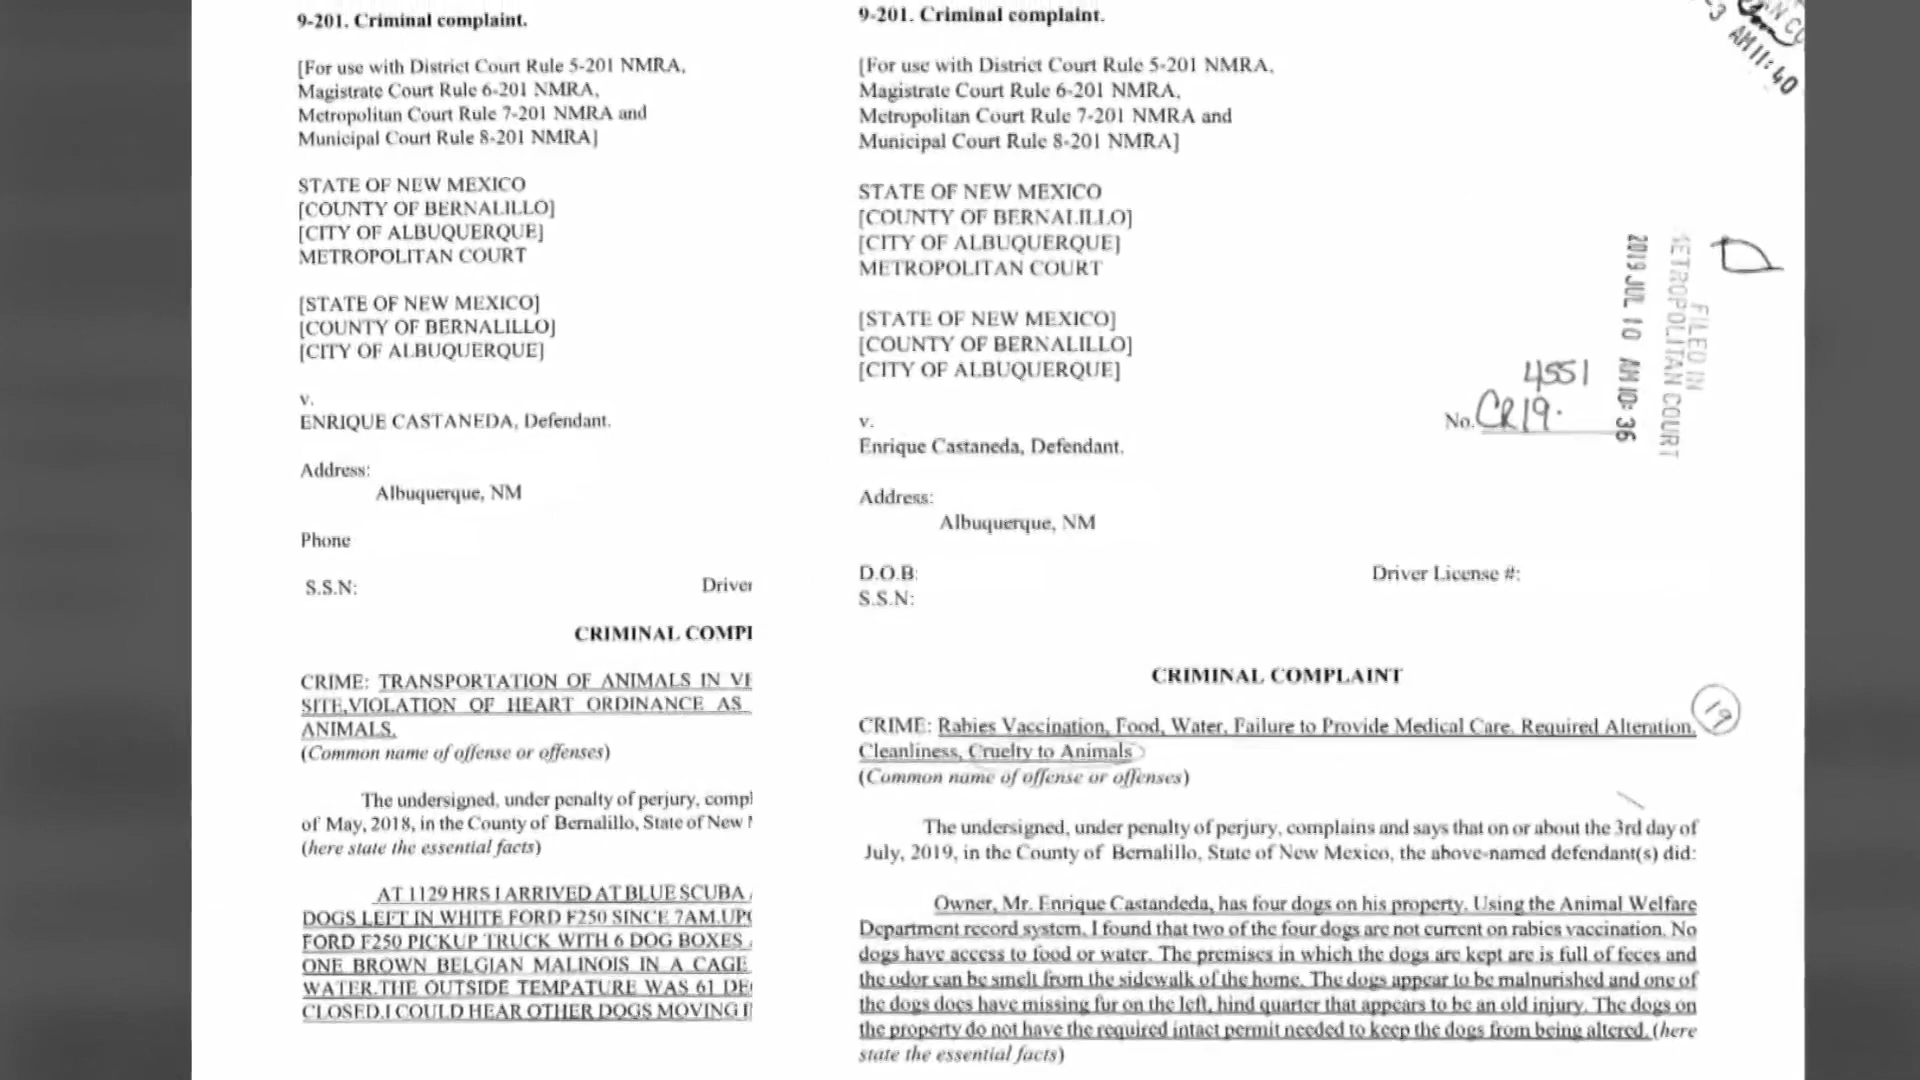 9-201. Criminal complaint.
[For use with District Court Rule 5-201 NMRA,
Magistrate Court Rule 6-201 NMRA,
Metropolitan Court Rule 7-201 NMRA and
Municipal Court Rule 8-201 NMRA]
STATE OF NEW MEXICO
[COUNTY OF BERNALILLO]
[CITY OF ALBUQUERQUE]
METROPOLITAN COURT
[STATE OF NEW MEXICO]
[COUNTY OF BERNALILLO]
[CITY OF ALBUQUERQUE]
v.
ENRIQUE CASTANEDA, Defendant.
Address:
Albuquerque, NM
Phone
S.S.N: Driver
CRIMINAL COMPL
CRIME: TRANSPORTATION OF ANIMALS IN VE
SITE,VIOLATION OF HEART ORDINANCE AS
ANIMALS.
(Common name of offense or offenses)
The undersigned, under penalty of perjury, compl
of May, 2018, in the County of Bernalillo, State of New
(here state the essential facts)
AT 1129 HRS I ARRIVED AT BLUE SCUBA
DOGS LEFT IN WHITE FORD F250 SINCE 7AM.UPO
FORD F250 PICKUP TRUCK WITH 6 DOG BOXES
ONE BROWN BELGIAN MALINOIS IN A CAGE
WATER.THE OUTSIDE TEMPATURE WAS 61 DE
CLOSED.I COULD HEAR OTHER DOGS MOVING I
9-201. Criminal complaint.
[For use with District Court Rule 5-201 NMRA,
Magistrate Court Rule 6-201 NMRA,
Metropolitan Court Rule 7-201 NMRA and
Municipal Court Rule 8-201 NMRA]
STATE OF NEW MEXICO
[COUNTY OF BERNALILLO]
[CITY OF ALBUQUERQUE]
METROPOLITAN COURT
[STATE OF NEW MEXICO]
[COUNTY OF BERNALILLO]
[CITY OF ALBUQUERQUE]
v.
Enrique Castaneda, Defendant.
Address:
Albuquerque, NM
D.O.B: Driver License #:
S.S.N:
AM 11:40
FILED IN
METROPOLITAN COURT
2019 JUL 10 AM 10:36
4551
No. CR19.
CRIMINAL COMPLAINT
19
CRIME: Rabies Vaccination, Food, Water, Failure to Provide Medical Care, Required Alteration,
Cleanliness, Cruelty to Animals
(Common name of offense or offenses)
The undersigned, under penalty of perjury, complains and says that on or about the 3rd day of
July, 2019, in the County of Bernalillo, State of New Mexico, the above-named defendant(s) did:
Owner, Mr. Enrique Castandeda, has four dogs on his property. Using the Animal Welfare
Department record system, I found that two of the four dogs are not current on rabies vaccination. No
dogs have access to food or water. The premises in which the dogs are kept are is full of feces and
the odor can be smelt from the sidewalk of the home. The dogs appear to be malnurished and one of
the dogs does have missing fur on the left, hind quarter that appears to be an old injury. The dogs on
the property do not have the required intact permit needed to keep the dogs from being altered. (here
state the essential facts)